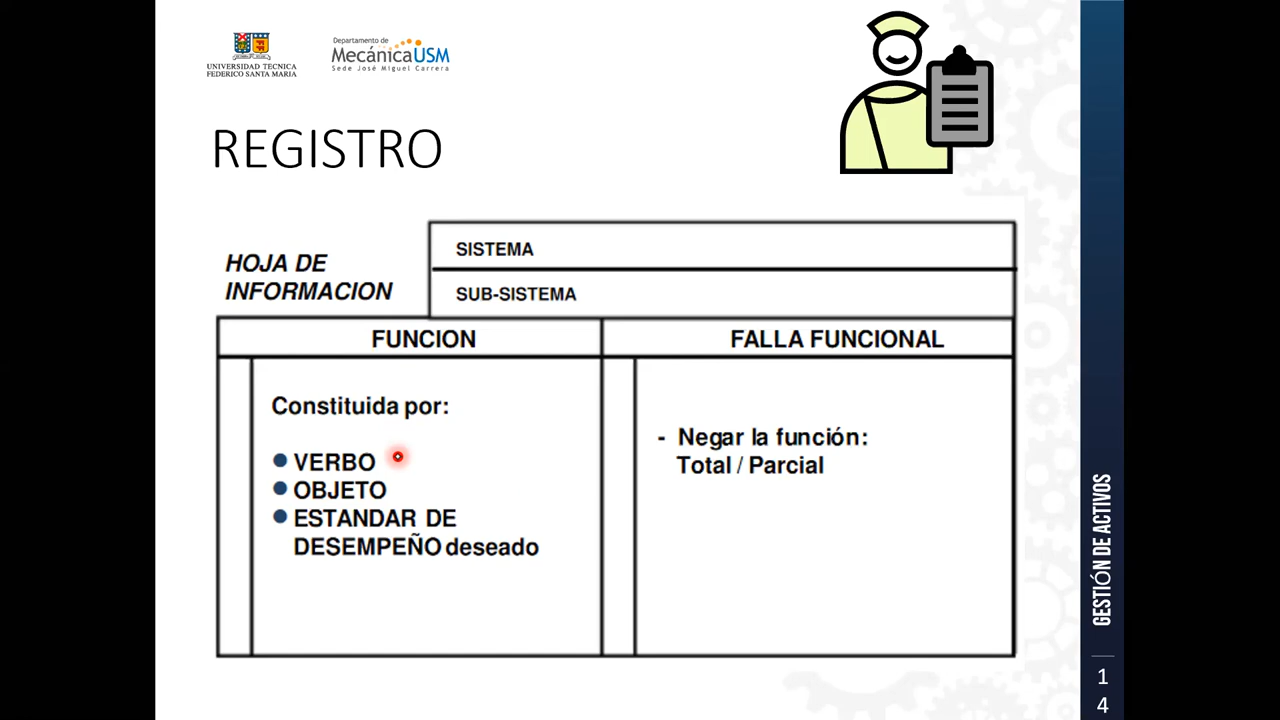 UNIVERSIDAD TECNICA
FEDERICO SANTA MARIA
Departamento de
MecánicaUSM
Sede José Miguel Carrera
REGISTRO
HOJA DE
INFORMACION
SISTEMA
SUB-SISTEMA
FUNCION
FALLA FUNCIONAL
Constituida por:
VERBO
OBJETO
ESTANDAR DE
DESEMPEÑO deseado
- Negar la función:
Total / Parcial
GESTIÓN DE ACTIVOS
1
4